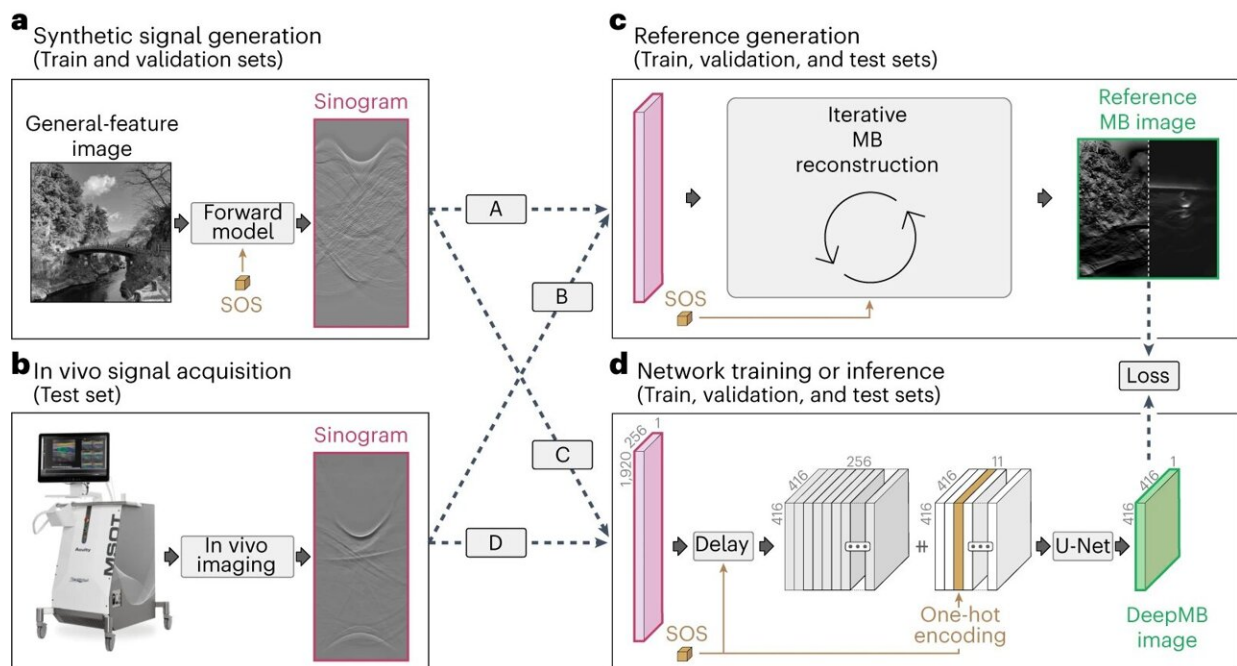 a Synthetic signal generation
(Train and validation sets)
General-feature
image
Forward
model
SOS
Sinogram
A
B
C
D
b In vivo signal acquisition
(Test set)
MSOT
In vivo
imaging
Sinogram
c Reference generation
(Train, validation, and test sets)
Iterative
MB
reconstruction
SOS
Reference
MB image
Loss
d Network training or inference
(Train, validation, and test sets)
1,920
256
1
SOS
Delay
416
416
256
⧺
416
416
11
One-hot
encoding
U-Net
416
416
1
DeepMB
image